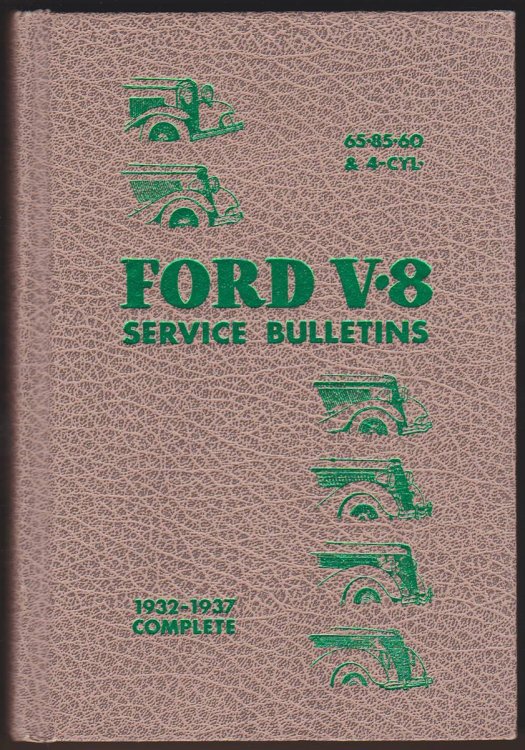 65·85·60
& 4-CYL.
FORD V·8
SERVICE BULLETINS
1932-1937
COMPLETE